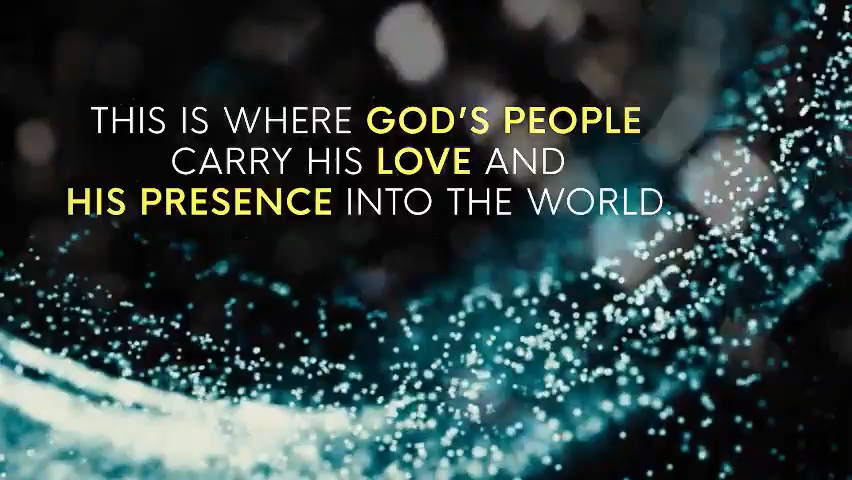 THIS IS WHERE GOD'S PEOPLE
CARRY HIS LOVE AND
HIS PRESENCE INTO THE WORLD.